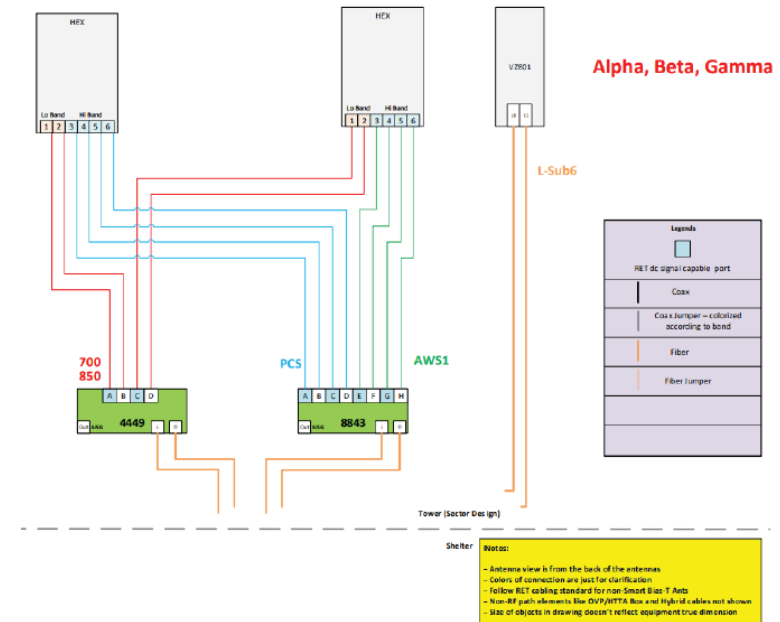 HEX
HEX
VZE01
Alpha, Beta, Gamma
Lo Band Hi Band
1 2 3 4 5 6
Lo Band Hi Band
1 2 3 4 5 6
L-Sub6
Legends
RET dc signal capable port
Coax
Coax Jumper – colorized
according to band
Fiber
Fiber Jumper
700
850
PCS
AWS1
A B C D
A B C D E F G H
Out 4449
Out 8843
Tower (Sector Design)
Shelter
Notes:
– Antenna view is from the back of the antennas
– Colors of connection are just for clarification
– Follow RET cabling standard for non-Smart Bias-T Ants
– Non-RF path elements like OVP/HTTA Box and Hybrid cables not shown
– Size of objects in drawing doesn't reflect equipment true dimension